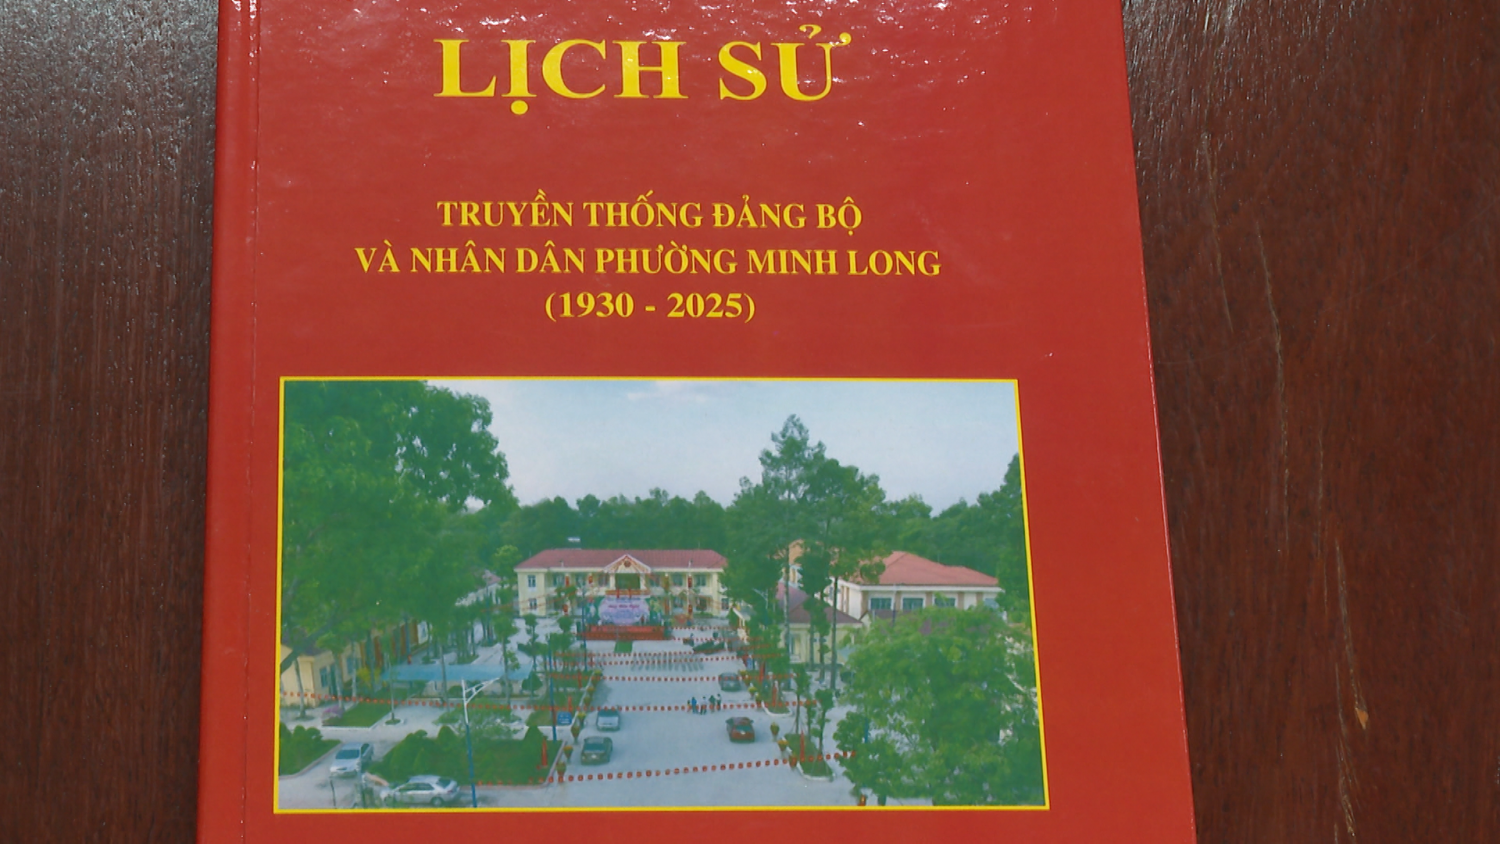 LỊCH SỬ
TRUYỀN THỐNG ĐẢNG BỘ
VÀ NHÂN DÂN PHƯỜNG MINH LONG
(1930 - 2025)